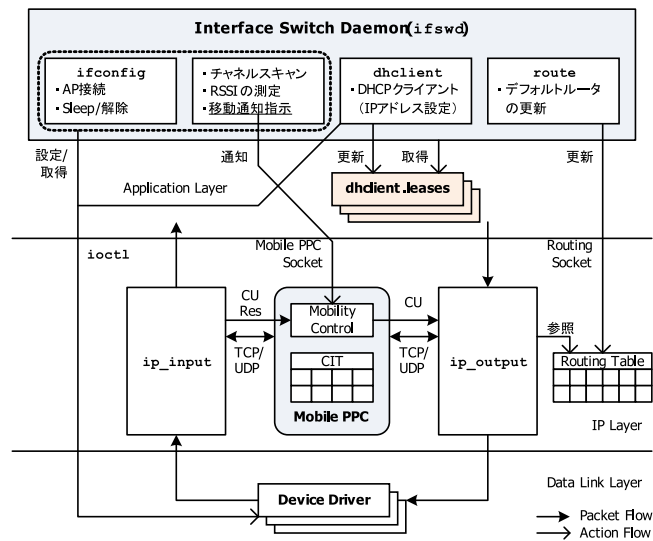 Interface Switch Daemon(ifswd)
ifconfig
・AP接続
・Sleep/解除
・チャネルスキャン
・RSSIの測定
・移動通知指示
dhclient
・DHCPクライアント
(IPアドレス設定)
route
・デフォルトルータ
の更新
設定/
取得
通知
更新
取得
更新
Application Layer
dhclient.leases
ioctl
Mobile PPC
Socket
Routing
Socket
CU
Res
Mobility
Control
CU
参照
ip_input
TCP/
UDP
CIT
TCP/
UDP
ip_output
Routing Table
Mobile PPC
IP Layer
Device Driver
Data Link Layer
Packet Flow
Action Flow